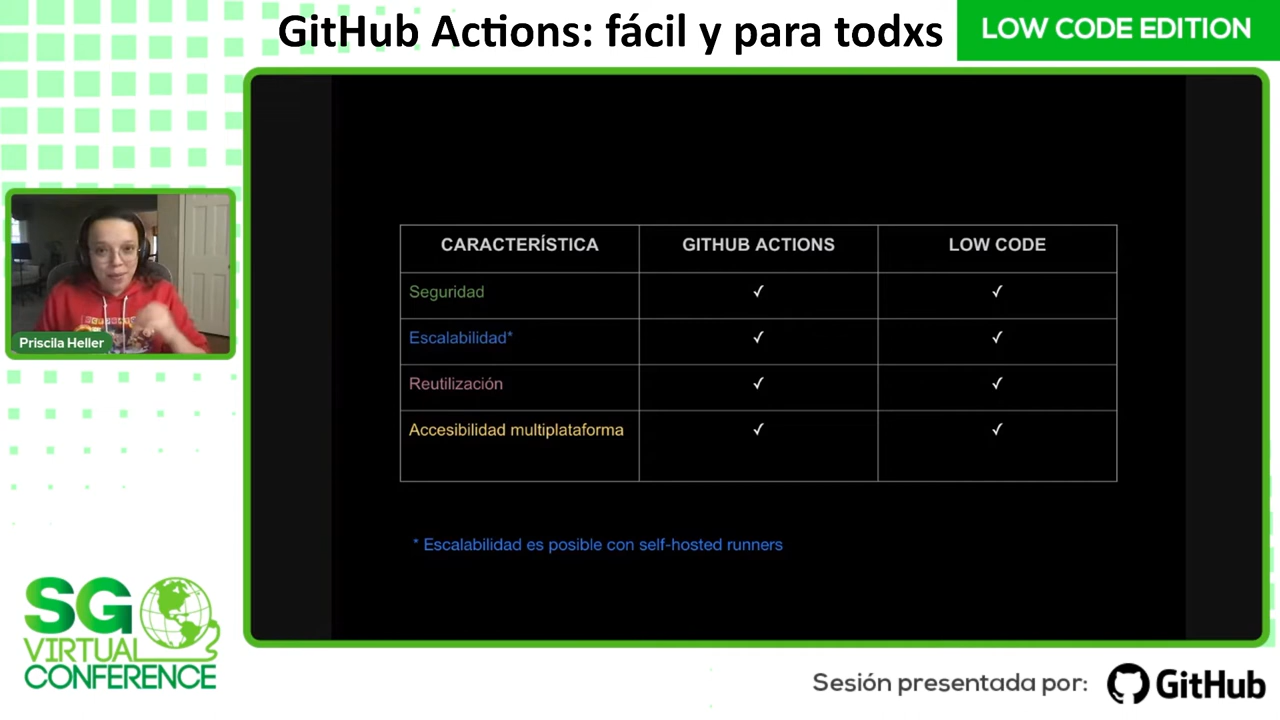 GitHub Actions: fácil y para todxs
LOW CODE EDITION
CARACTERÍSTICA GITHUB ACTIONS LOW CODE
Seguridad ✓ ✓
Escalabilidad* ✓ ✓
Reutilización ✓ ✓
Accesibilidad multiplataforma ✓ ✓
* Escalabilidad es posible con self-hosted runners
Priscila Heller
SG
VIRTUAL
CONFERENCE
Sesión presentada por: GitHub